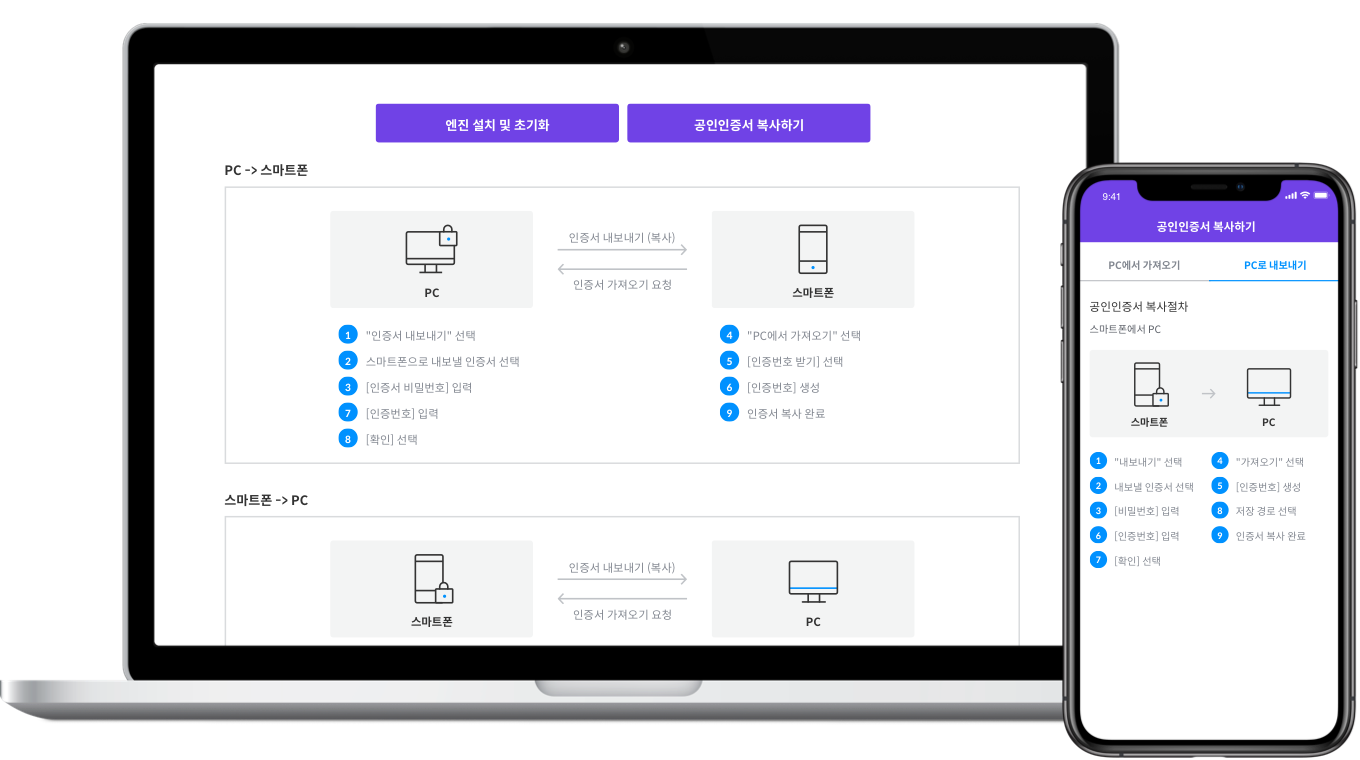 엔진 설치 및 초기화
공인인증서 복사하기
PC -> 스마트폰
PC
인증서 내보내기 (복사)
인증서 가져오기 요청
스마트폰
1 "인증서 내보내기" 선택
2 스마트폰으로 내보낼 인증서 선택
3 [인증서 비밀번호] 입력
7 [인증번호] 입력
8 [확인] 선택
4 "PC에서 가져오기" 선택
5 [인증번호 받기] 선택
6 [인증번호] 생성
9 인증서 복사 완료
스마트폰 -> PC
스마트폰
인증서 내보내기 (복사)
인증서 가져오기 요청
PC
9:41
공인인증서 복사하기
PC에서 가져오기
PC로 내보내기
공인인증서 복사절차
스마트폰에서 PC
스마트폰
PC
1 "내보내기" 선택
2 내보낼 인증서 선택
3 [비밀번호] 입력
6 [인증번호] 입력
7 [확인] 선택
4 "가져오기" 선택
5 [인증번호] 생성
8 저장 경로 선택
9 인증서 복사 완료